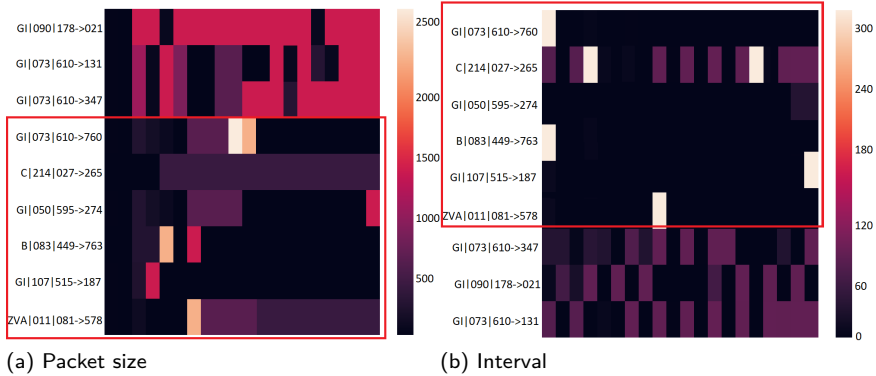 GI|090|178->021
GI|073|610->131
GI|073|610->347
GI|073|610->760
C|214|027->265
GI|050|595->274
B|083|449->763
GI|107|515->187
ZVA|011|081->578
2500
2000
1500
1000
500
(a) Packet size
GI|073|610->760
C|214|027->265
GI|050|595->274
B|083|449->763
GI|107|515->187
ZVA|011|081->578
GI|073|610->347
GI|090|178->021
GI|073|610->131
300
240
180
120
60
0
(b) Interval